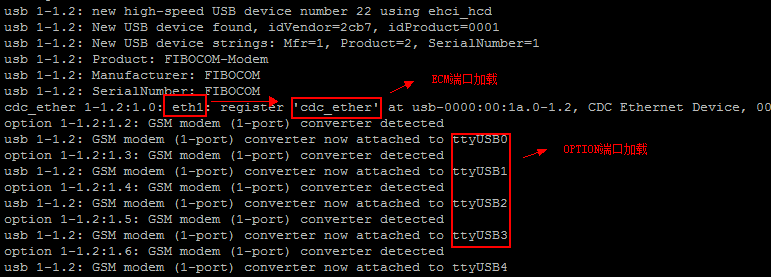 usb 1-1.2: new high-speed USB device number 22 using ehci_hcd
usb 1-1.2: New USB device found, idVendor=2cb7, idProduct=0001
usb 1-1.2: New USB device strings: Mfr=1, Product=2, SerialNumber=1
usb 1-1.2: Product: FIBOCOM-Modem
usb 1-1.2: Manufacturer: FIBOCOM
usb 1-1.2: SerialNumber: FIBOCOM
ECM端口加载
cdc_ether 1-1.2:1.0: eth1: register 'cdc_ether' at usb-0000:00:1a.0-1.2, CDC Ethernet Device, 00
option 1-1.2:1.2: GSM modem (1-port) converter detected
usb 1-1.2: GSM modem (1-port) converter now attached to ttyUSB0
option 1-1.2:1.3: GSM modem (1-port) converter detected
OPTION端口加载
usb 1-1.2: GSM modem (1-port) converter now attached to ttyUSB1
option 1-1.2:1.4: GSM modem (1-port) converter detected
usb 1-1.2: GSM modem (1-port) converter now attached to ttyUSB2
option 1-1.2:1.5: GSM modem (1-port) converter detected
usb 1-1.2: GSM modem (1-port) converter now attached to ttyUSB3
option 1-1.2:1.6: GSM modem (1-port) converter detected
usb 1-1.2: GSM modem (1-port) converter now attached to ttyUSB4